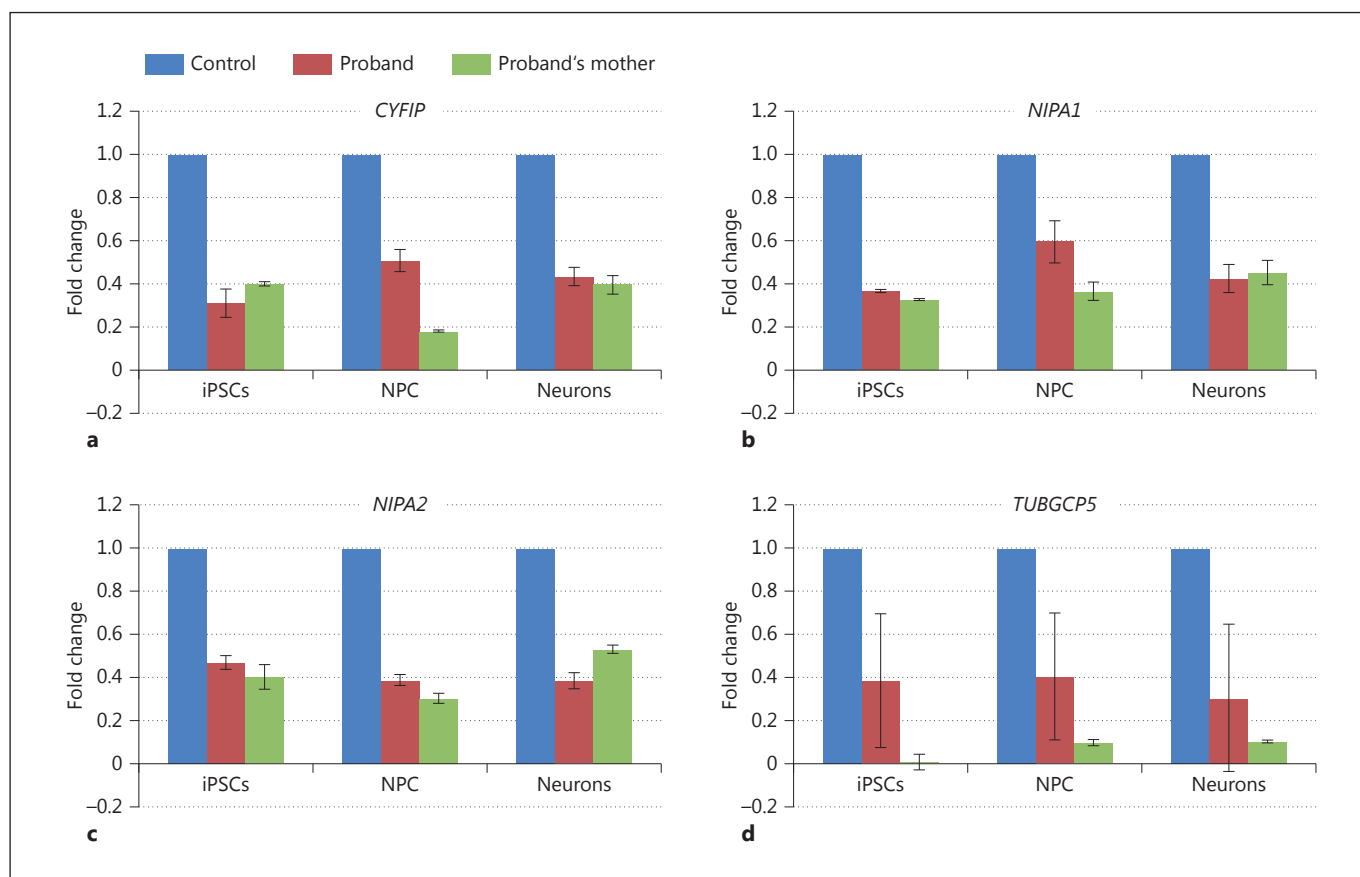 Control Proband Proband's mother
CYFIP
1.2
1.0
0.8
0.6
0.4
0.2
0
–0.2
Fold change
iPSCs NPC Neurons
a
NIPA1
1.2
1.0
0.8
0.6
0.4
0.2
0
–0.2
Fold change
iPSCs NPC Neurons
b
NIPA2
1.2
1.0
0.8
0.6
0.4
0.2
0
–0.2
Fold change
iPSCs NPC Neurons
c
TUBGCP5
1.2
1.0
0.8
0.6
0.4
0.2
0
–0.2
Fold change
iPSCs NPC Neurons
d